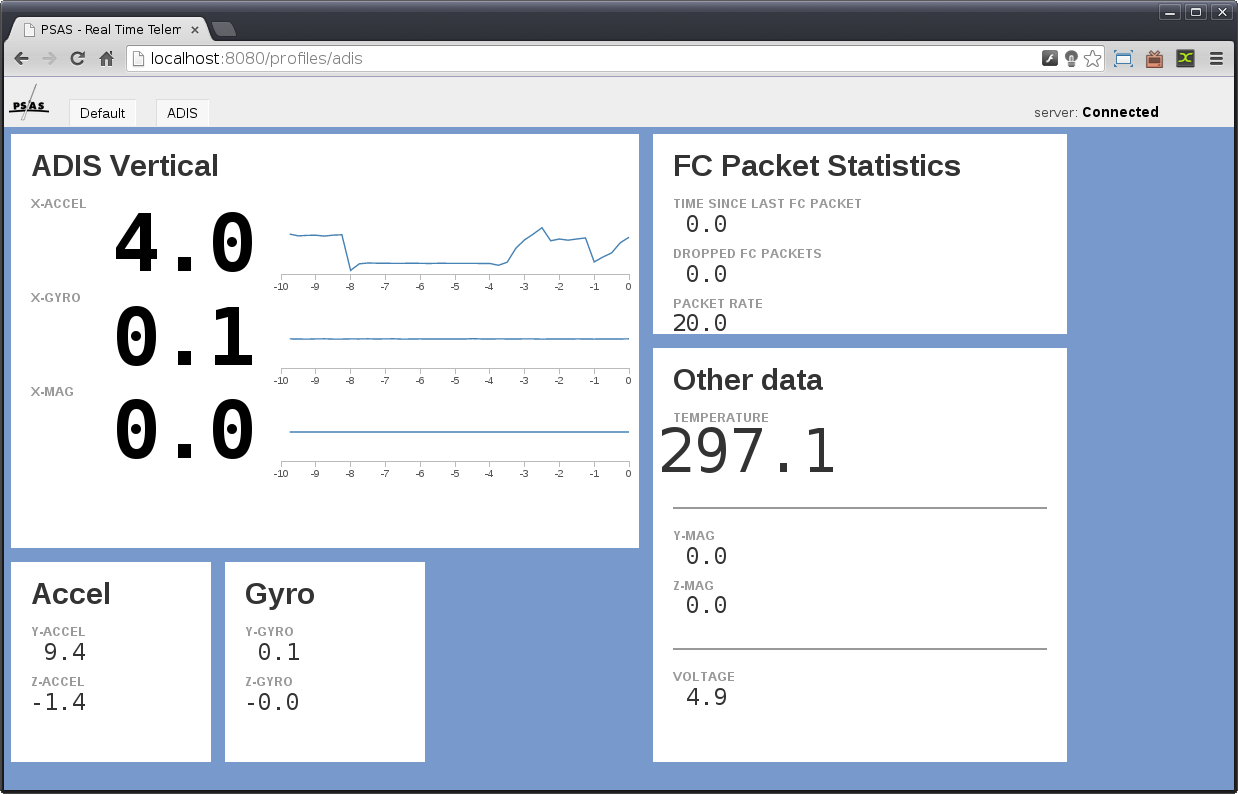 PSAS - Real Time Telem
localhost:8080/profiles/adis
PSAS
Default
ADIS
server: Connected
ADIS Vertical
X-ACCEL
4.0
-10 -9 -8 -7 -6 -5 -4 -3 -2 -1 0
X-GYRO
0.1
-10 -9 -8 -7 -6 -5 -4 -3 -2 -1 0
X-MAG
0.0
-10 -9 -8 -7 -6 -5 -4 -3 -2 -1 0
FC Packet Statistics
TIME SINCE LAST FC PACKET
0.0
DROPPED FC PACKETS
0.0
PACKET RATE
20.0
Other data
TEMPERATURE
297.1
Y-MAG
0.0
Z-MAG
0.0
VOLTAGE
4.9
Accel
Y-ACCEL
9.4
Z-ACCEL
-1.4
Gyro
Y-GYRO
0.1
Z-GYRO
-0.0